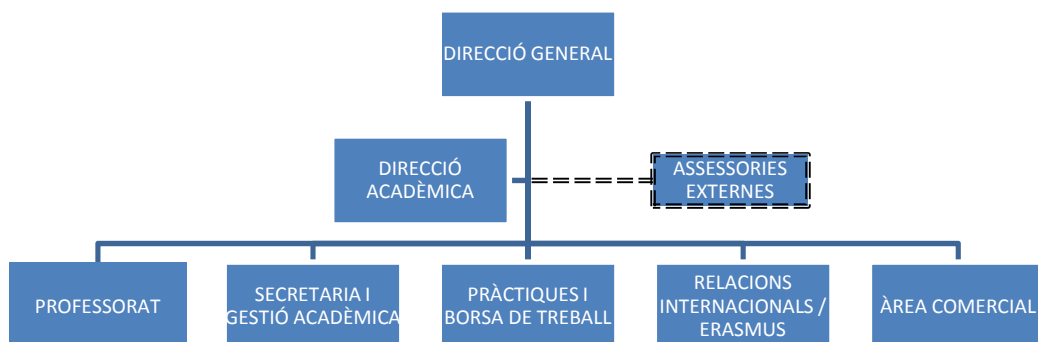 DIRECCIÓ GENERAL
DIRECCIÓ
ACADÈMICA
ASSESSORIES
EXTERNES
PROFESSORAT
SECRETARIA I
GESTIÓ ACADÈMICA
PRÀCTIQUES I
BORSA DE TREBALL
RELACIONS
INTERNACIONALS /
ERASMUS
ÀREA COMERCIAL